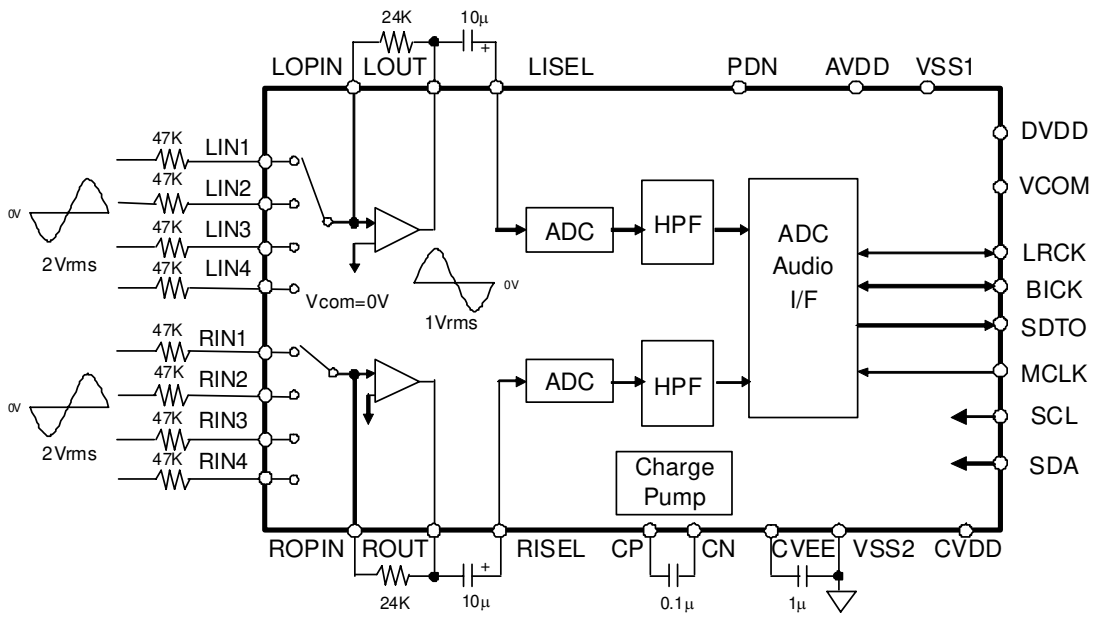 24K
10μ
+
LOPIN
LOUT
LISEL
PDN
AVDD
VSS1
47K
LIN1
47K
LIN2
47K
LIN3
47K
LIN4
0V
2Vrms
Vcom=0V
0V
1Vrms
ADC
HPF
ADC
Audio
I/F
DVDD
VCOM
LRCK
BICK
SDTO
MCLK
SCL
SDA
47K
RIN1
47K
RIN2
47K
RIN3
47K
RIN4
0V
2Vrms
ADC
HPF
Charge
Pump
ROPIN
ROUT
RISEL
CP
CN
CVEE
VSS2
CVDD
24K
10μ
+
0.1μ
1μ